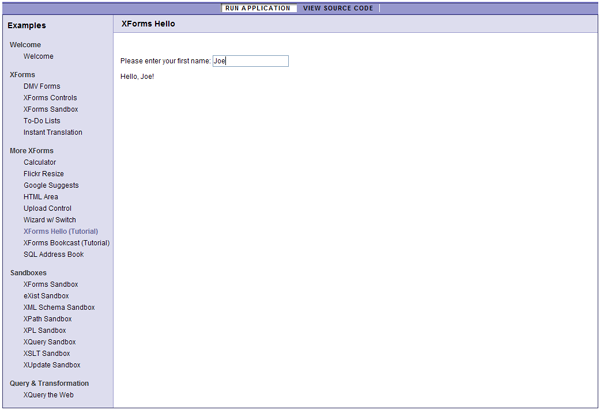 RUN APPLICATION VIEW SOURCE CODE
Examples
Welcome
Welcome
XForms
DMV Forms
XForms Controls
XForms Sandbox
To-Do Lists
Instant Translation
More XForms
Calculator
Flickr Resize
Google Suggests
HTML Area
Upload Control
Wizard w/ Switch
XForms Hello (Tutorial)
XForms Bookcast (Tutorial)
SQL Address Book
Sandboxes
XForms Sandbox
eXist Sandbox
XML Schema Sandbox
XPath Sandbox
XPL Sandbox
XQuery Sandbox
XSLT Sandbox
XUpdate Sandbox
Query & Transformation
XQuery the Web
XForms Hello
Please enter your first name: Joe
Hello, Joe!